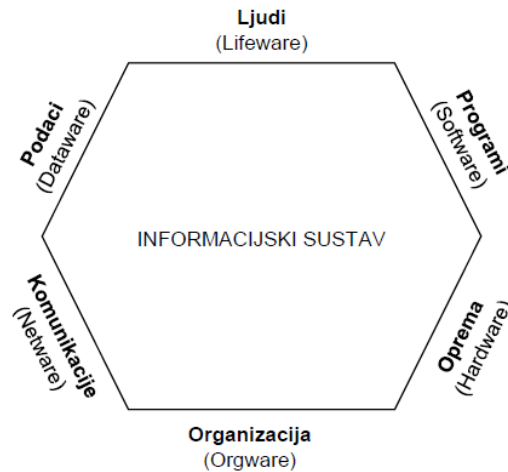 Ljudi
(Lifeware)
Podaci
(Dataware)
Programi
(Software)
INFORMACIJSKI SUSTAV
Komunikacije
(Netware)
Oprema
(Hardware)
Organizacija
(Orgware)